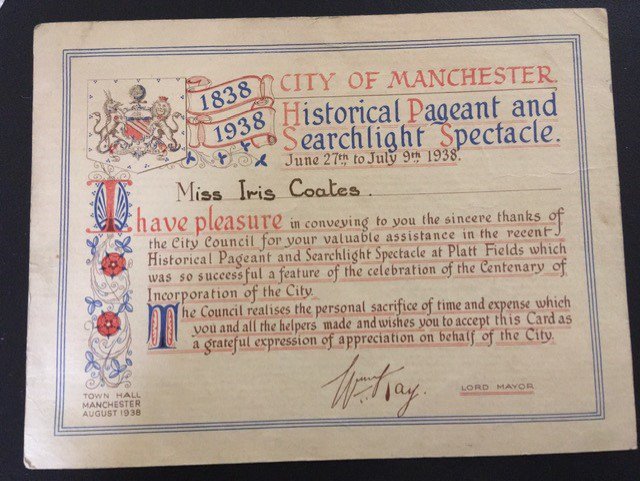 1838
1938
CITY OF MANCHESTER
Historical Pageant and
Searchlight Spectacle.
June 27th, to July 9th, 1938.
Miss Iris Coates.
I have pleasure in conveying to you the sincere thanks of
the City Council for your valuable assistance in the recent
Historical Pageant and Searchlight Spectacle at Platt Fields which
was so successful a feature of the celebration of the Centenary of
Incorporation of the City.
The Council realises the personal sacrifice of time and expense which
you and all the helpers made and wishes you to accept this Card as
a grateful expression of appreciation on behalf of the City.
Kay.
LORD MAYOR
TOWN HALL
MANCHESTER
AUGUST 1938